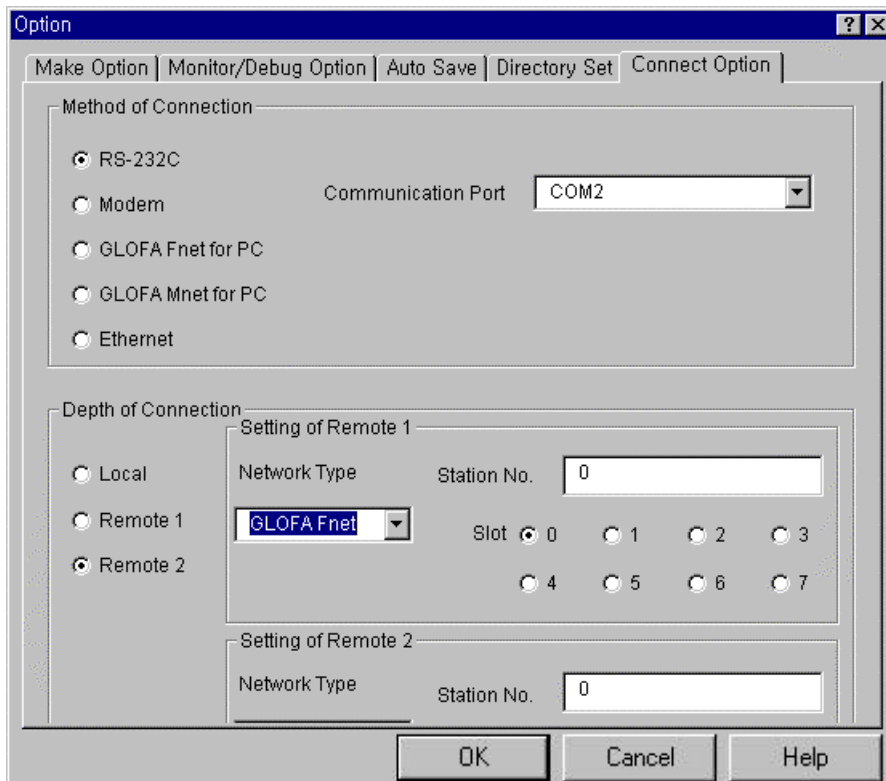 Option
Make Option
Monitor/Debug Option
Auto Save
Directory Set
Connect Option
Method of Connection
RS-232C
Modem
GLOFA Fnet for PC
GLOFA Mnet for PC
Ethernet
Communication Port
COM2
Depth of Connection
Local
Remote 1
Remote 2
Setting of Remote 1
Network Type
GLOFA Fnet
Station No.
0
Slot 0 1 2 3
4 5 6 7
Setting of Remote 2
Network Type
Station No.
0
OK
Cancel
Help